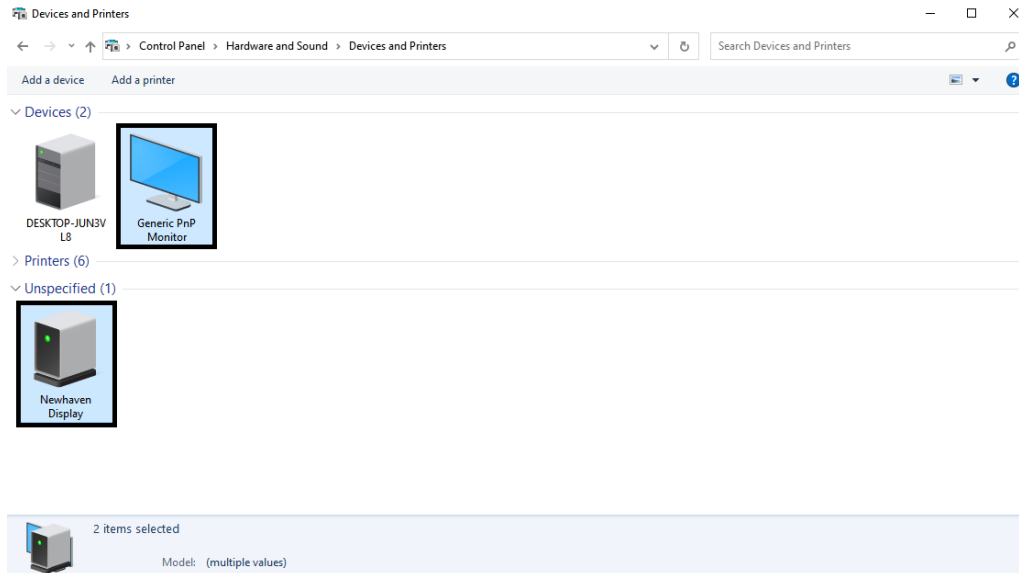 Devices and Printers
Control Panel > Hardware and Sound > Devices and Printers
Search Devices and Printers
Add a device
Add a printer
?
Devices (2)
DESKTOP-JUN3V
L8
Generic PnP
Monitor
Printers (6)
Unspecified (1)
Newhaven
Display
2 items selected
Model: (multiple values)